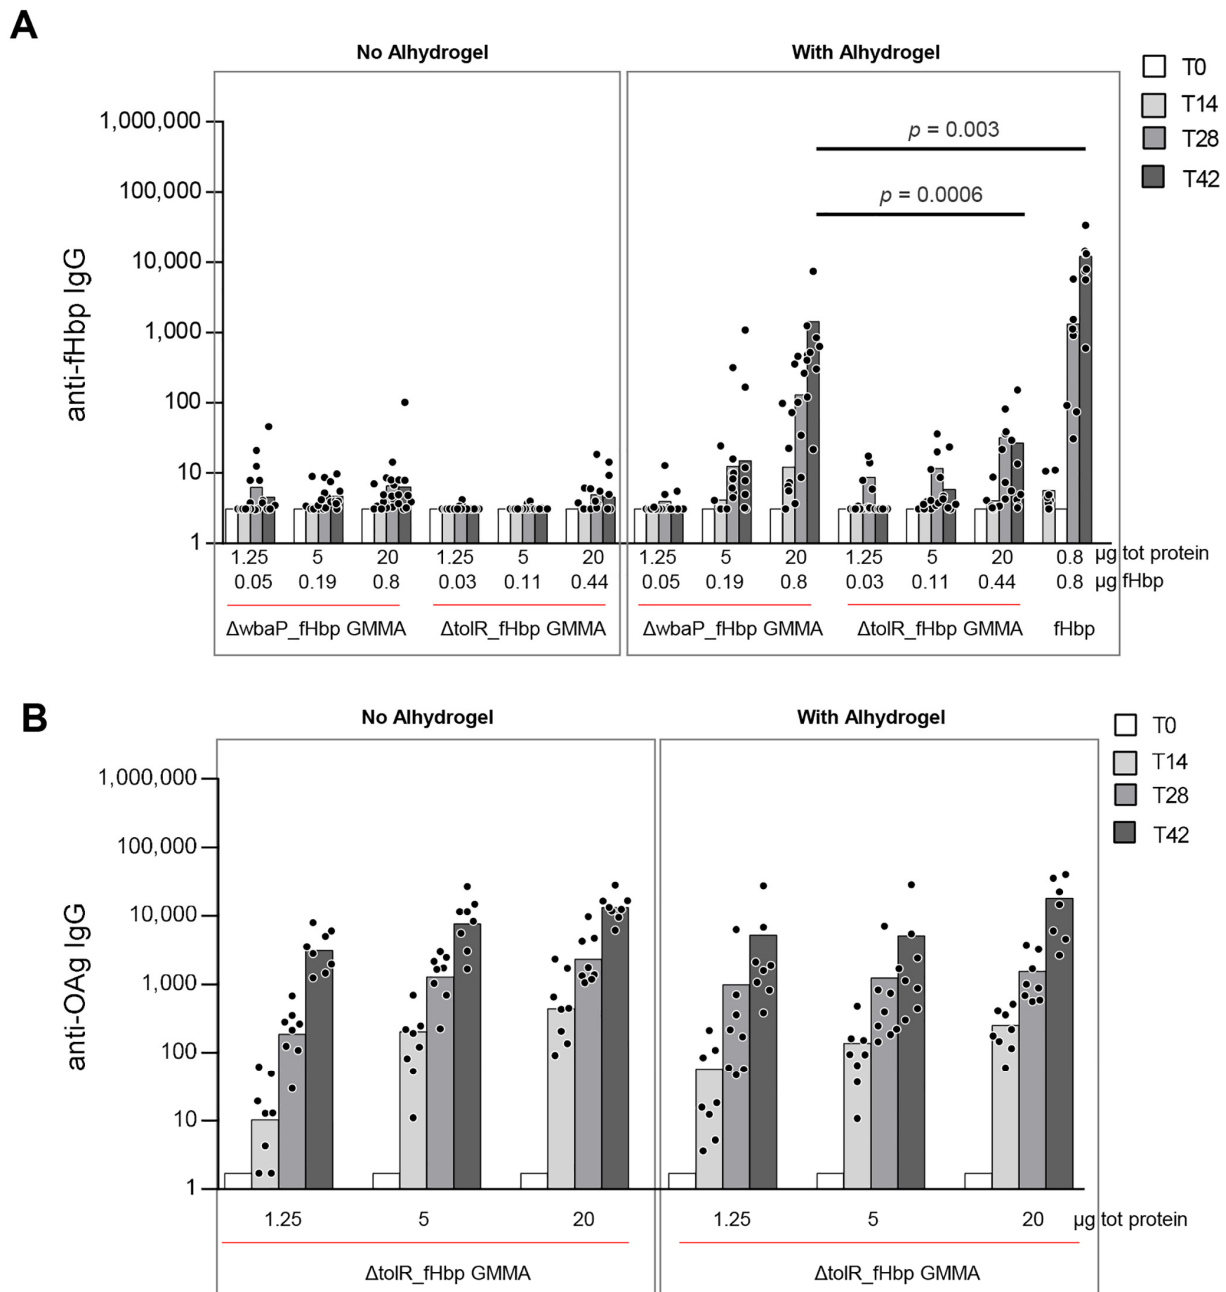 A
No Alhydrogel
With Alhydrogel
T0
T14
T28
T42
1,000,000
100,000
10,000
1,000
100
10
1
anti-fHbp IgG
p = 0.003
p = 0.0006
1.25 5 20 1.25 5 20 1.25 5 20 1.25 5 20 0.8 µg tot protein
0.05 0.19 0.8 0.03 0.11 0.44 0.05 0.19 0.8 0.03 0.11 0.44 0.8 µg fHbp
ΔwbaP_fHbp GMMA ΔtolR_fHbp GMMA ΔwbaP_fHbp GMMA ΔtolR_fHbp GMMA fHbp
B
No Alhydrogel
With Alhydrogel
T0
T14
T28
T42
1,000,000
100,000
10,000
1,000
100
10
1
anti-OAg IgG
1.25 5 20 1.25 5 20 µg tot protein
ΔtolR_fHbp GMMA ΔtolR_fHbp GMMA